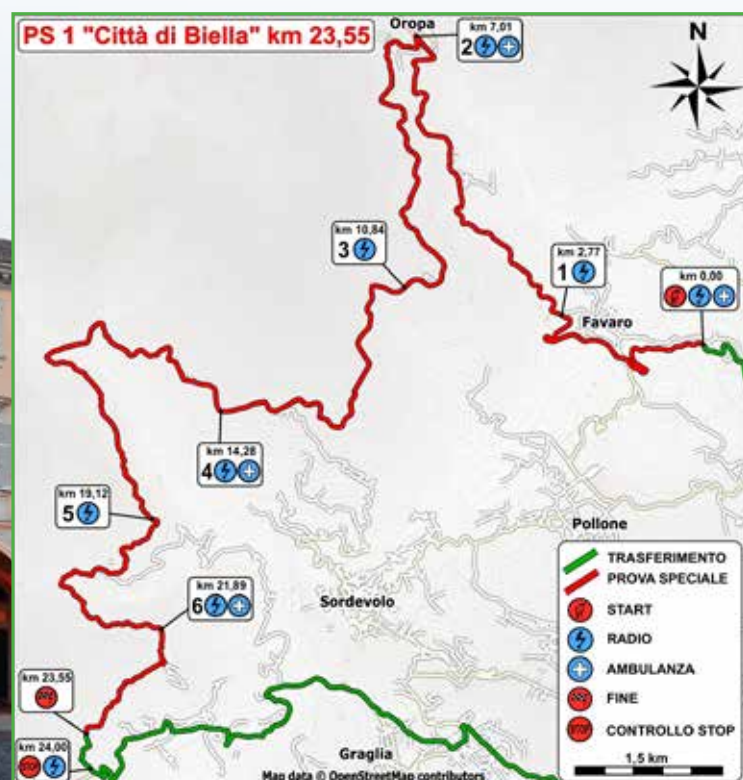 PS 1 "Città di Biella" km 23,55
Oropa
km 7,01
2
N
km 10,84
3
km 2,77
1
km 0,00
Favaro
km 14,28
4
km 19,12
5
Pollone
km 21,89
6
Sordevolo
km 23,55
km 24,00
STOP
Graglia
TRASFERIMENTO
PROVA SPECIALE
START
RADIO
AMBULANZA
FINE
STOP
CONTROLLO STOP
1,5 km
Map data © OpenStreetMap contributors